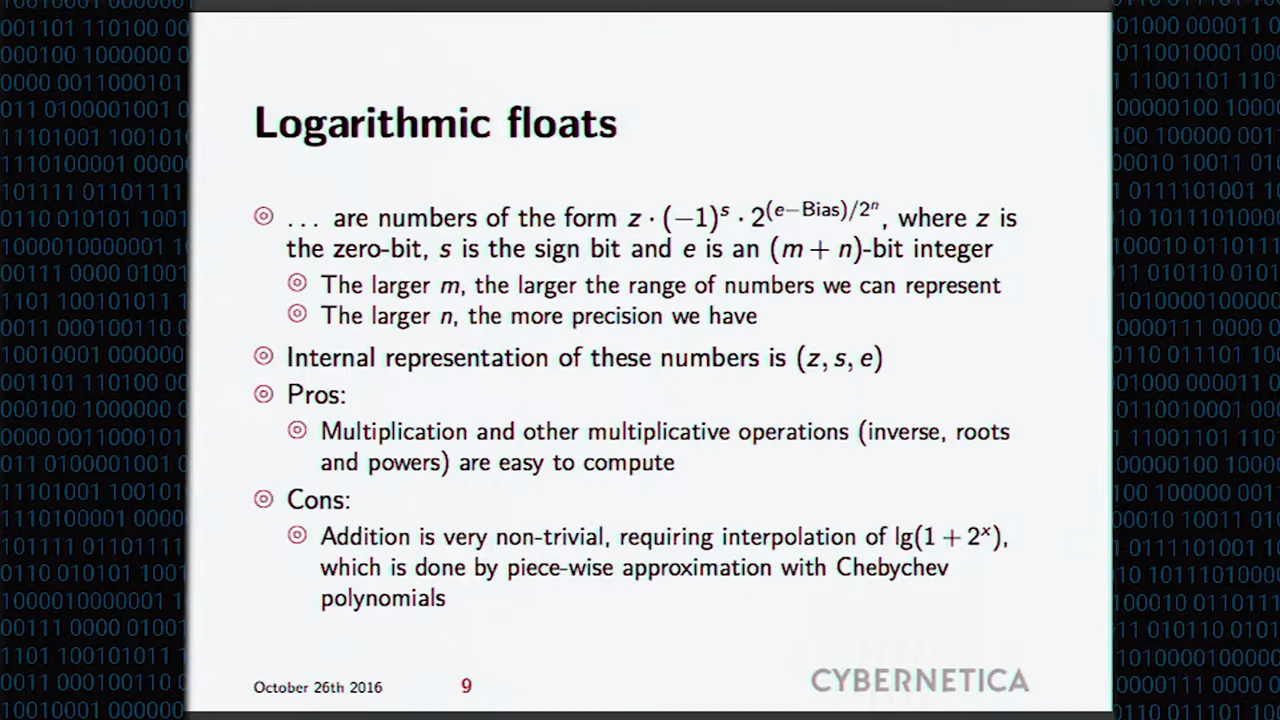 Logarithmic floats
... are numbers of the form z · (−1)^s · 2^((e−Bias)/2^n), where z is
the zero-bit, s is the sign bit and e is an (m + n)-bit integer
The larger m, the larger the range of numbers we can represent
The larger n, the more precision we have
Internal representation of these numbers is (z, s, e)
Pros:
Multiplication and other multiplicative operations (inverse, roots
and powers) are easy to compute
Cons:
Addition is very non-trivial, requiring interpolation of lg(1 + 2^x),
which is done by piece-wise approximation with Chebychev
polynomials
October 26th 2016 9 CYBERNETICA